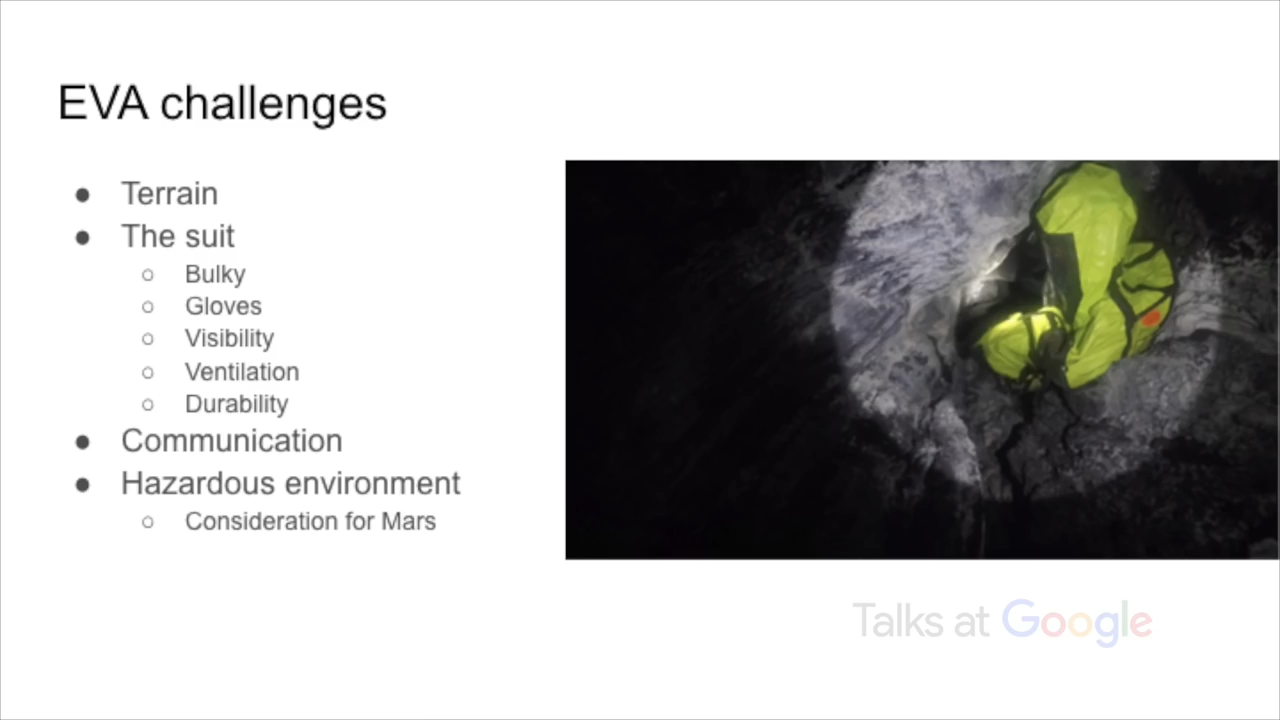 EVA challenges
● Terrain
● The suit
○ Bulky
○ Gloves
○ Visibility
○ Ventilation
○ Durability
● Communication
● Hazardous environment
○ Consideration for Mars
Talks at Google